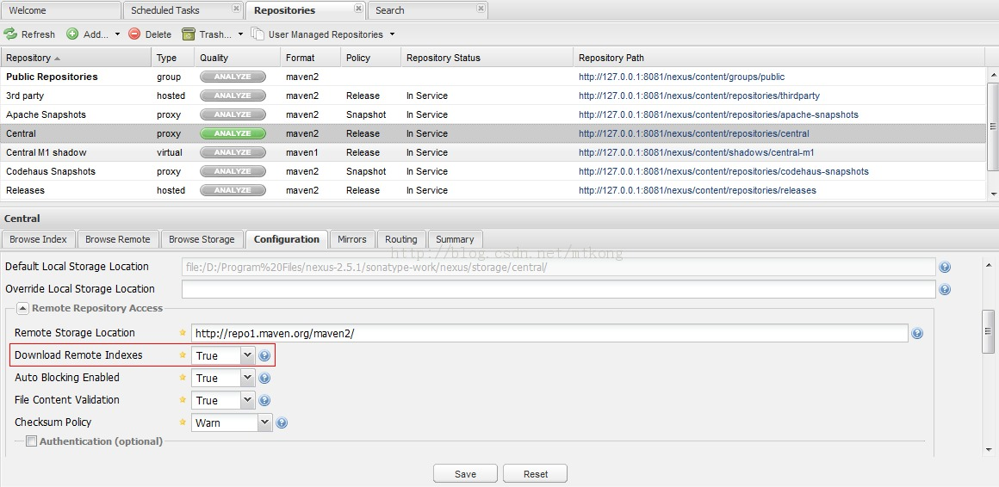 Welcome Scheduled Tasks Repositories Search
Refresh Add... Delete Trash... User Managed Repositories
Repository Type Quality Format Policy Repository Status Repository Path
Public Repositories group ANALYZE maven2 http://127.0.0.1:8081/nexus/content/groups/public
3rd party hosted ANALYZE maven2 Release In Service http://127.0.0.1:8081/nexus/content/repositories/thirdparty
Apache Snapshots proxy ANALYZE maven2 Snapshot In Service http://127.0.0.1:8081/nexus/content/repositories/apache-snapshots
Central proxy ANALYZE maven2 Release In Service http://127.0.0.1:8081/nexus/content/repositories/central
Central M1 shadow virtual ANALYZE maven1 Release In Service http://127.0.0.1:8081/nexus/content/shadows/central-m1
Codehaus Snapshots proxy ANALYZE maven2 Snapshot In Service http://127.0.0.1:8081/nexus/content/repositories/codehaus-snapshots
Releases hosted ANALYZE maven2 Release In Service http://127.0.0.1:8081/nexus/content/repositories/releases
Central
Browse Index Browse Remote Browse Storage Configuration Mirrors Routing Summary
http://blog.csdn.net/mtkong
Default Local Storage Location file:/D:/Program%20Files/nexus-2.5.1/sonatype-work/nexus/storage/central/
Override Local Storage Location
Remote Repository Access
Remote Storage Location http://repo1.maven.org/maven2/
Download Remote Indexes True
Auto Blocking Enabled True
File Content Validation True
Checksum Policy Warn
Authentication (optional)
Save Reset